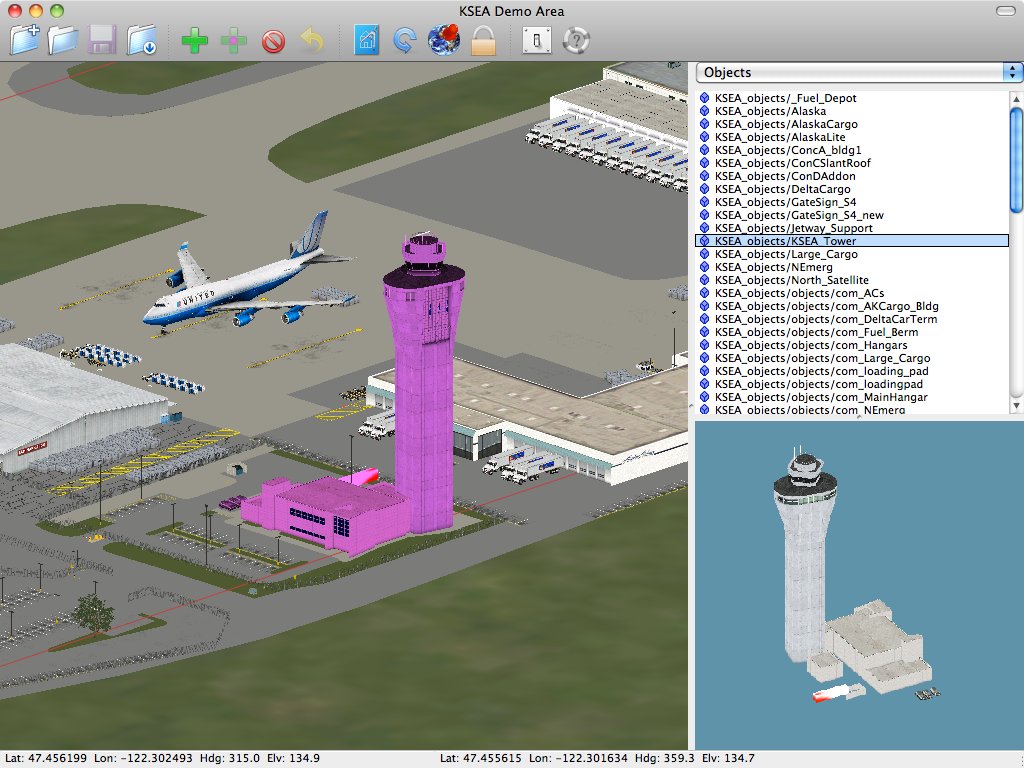 KSEA Demo Area
Objects
KSEA_objects/_Fuel_Depot
KSEA_objects/Alaska
KSEA_objects/AlaskaCargo
KSEA_objects/AlaskaLite
KSEA_objects/ConcA_bldg1
KSEA_objects/ConCSlantRoof
KSEA_objects/ConDAddon
KSEA_objects/DeltaCargo
KSEA_objects/GateSign_S4
KSEA_objects/GateSign_S4_new
KSEA_objects/Jetway_Support
KSEA_objects/KSEA_Tower
KSEA_objects/Large_Cargo
KSEA_objects/NEmerg
KSEA_objects/North_Satellite
KSEA_objects/objects/com_ACs
KSEA_objects/objects/com_AKCargo_Bldg
KSEA_objects/objects/com_DeltaCarTerm
KSEA_objects/objects/com_Fuel_Berm
KSEA_objects/objects/com_Hangars
KSEA_objects/objects/com_Large_Cargo
KSEA_objects/objects/com_loading_pad
KSEA_objects/objects/com_loadingpad
KSEA_objects/objects/com_MainHangar
KSEA_objects/objects/com_NEmerg
UNITED
Lat: 47.456199 Lon: -122.302493 Hdg: 315.0 Elv: 134.9
Lat: 47.455615 Lon: -122.301634 Hdg: 359.3 Elv: 134.7